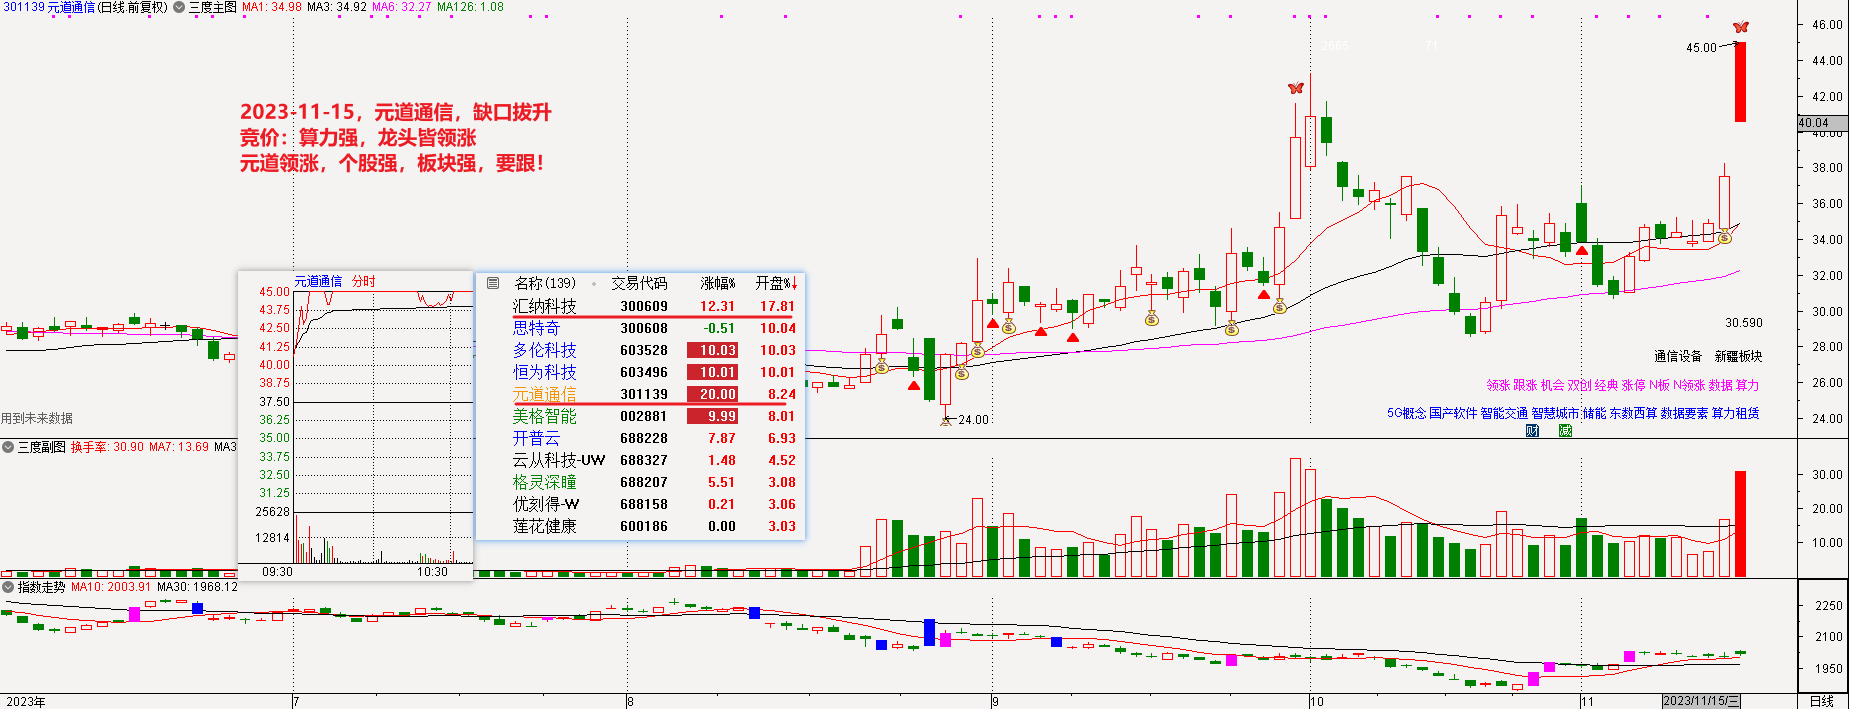 301139 元道通信(日线.前复权) 三度主图 MA1: 34.98 MA3: 34.92 MA6: 32.27 MA126: 1.08
46.00
45.00
44.00
42.00
40.04
40.00
38.00
36.00
34.00
32.00
30.00
28.00
26.00
24.00
2665 71
2023-11-15，元道通信，缺口拔升
竞价：算力强，龙头皆领涨
元道领涨，个股强，板块强，要跟！
元道通信 分时
45.00
43.75
42.50
41.25
40.00
38.75
37.50
36.25
35.00
33.75
32.50
31.25
25628
12814
09:30 10:30
名称(139) 交易代码 涨幅% 开盘%↓
汇纳科技 300609 12.31 17.81
思特奇 300608 -0.51 10.04
多伦科技 603528 10.03 10.03
恒为科技 603496 10.01 10.01
元道通信 301139 20.00 8.24
美格智能 002881 9.99 8.01
开普云 688228 7.87 6.93
云从科技-UW 688327 1.48 4.52
格灵深瞳 688207 5.51 3.08
优刻得-W 688158 0.21 3.06
莲花健康 600186 0.00 3.03
24.00
30.590
通信设备 新疆板块
领涨 跟涨 机会 双创 经典 涨停 N板 N领涨 数据 算力
5G概念 国产软件 智能交通 智慧城市 储能 东数西算 数据要素 算力租赁
财 减
用到未来数据
三度副图 换手率: 30.90 MA7: 13.69 MA3
30.00
20.00
10.00
指数走势 MA10: 2003.91 MA30: 1968.12
2250
2100
1950
2023年 7 8 9 10 11 2023/11/15/三 日线